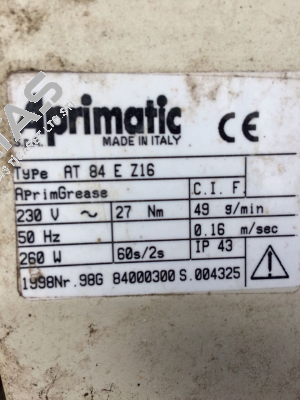 aprimatic
MADE IN ITALY CE
Type AT 84 E Z16
AprimGrease C.I.F.
230 V ~ 27 Nm 49 g/min
50 Hz 0.16 m/sec
260 W 60s/2s IP 43
1998Nr.98G 84000300 S.004325